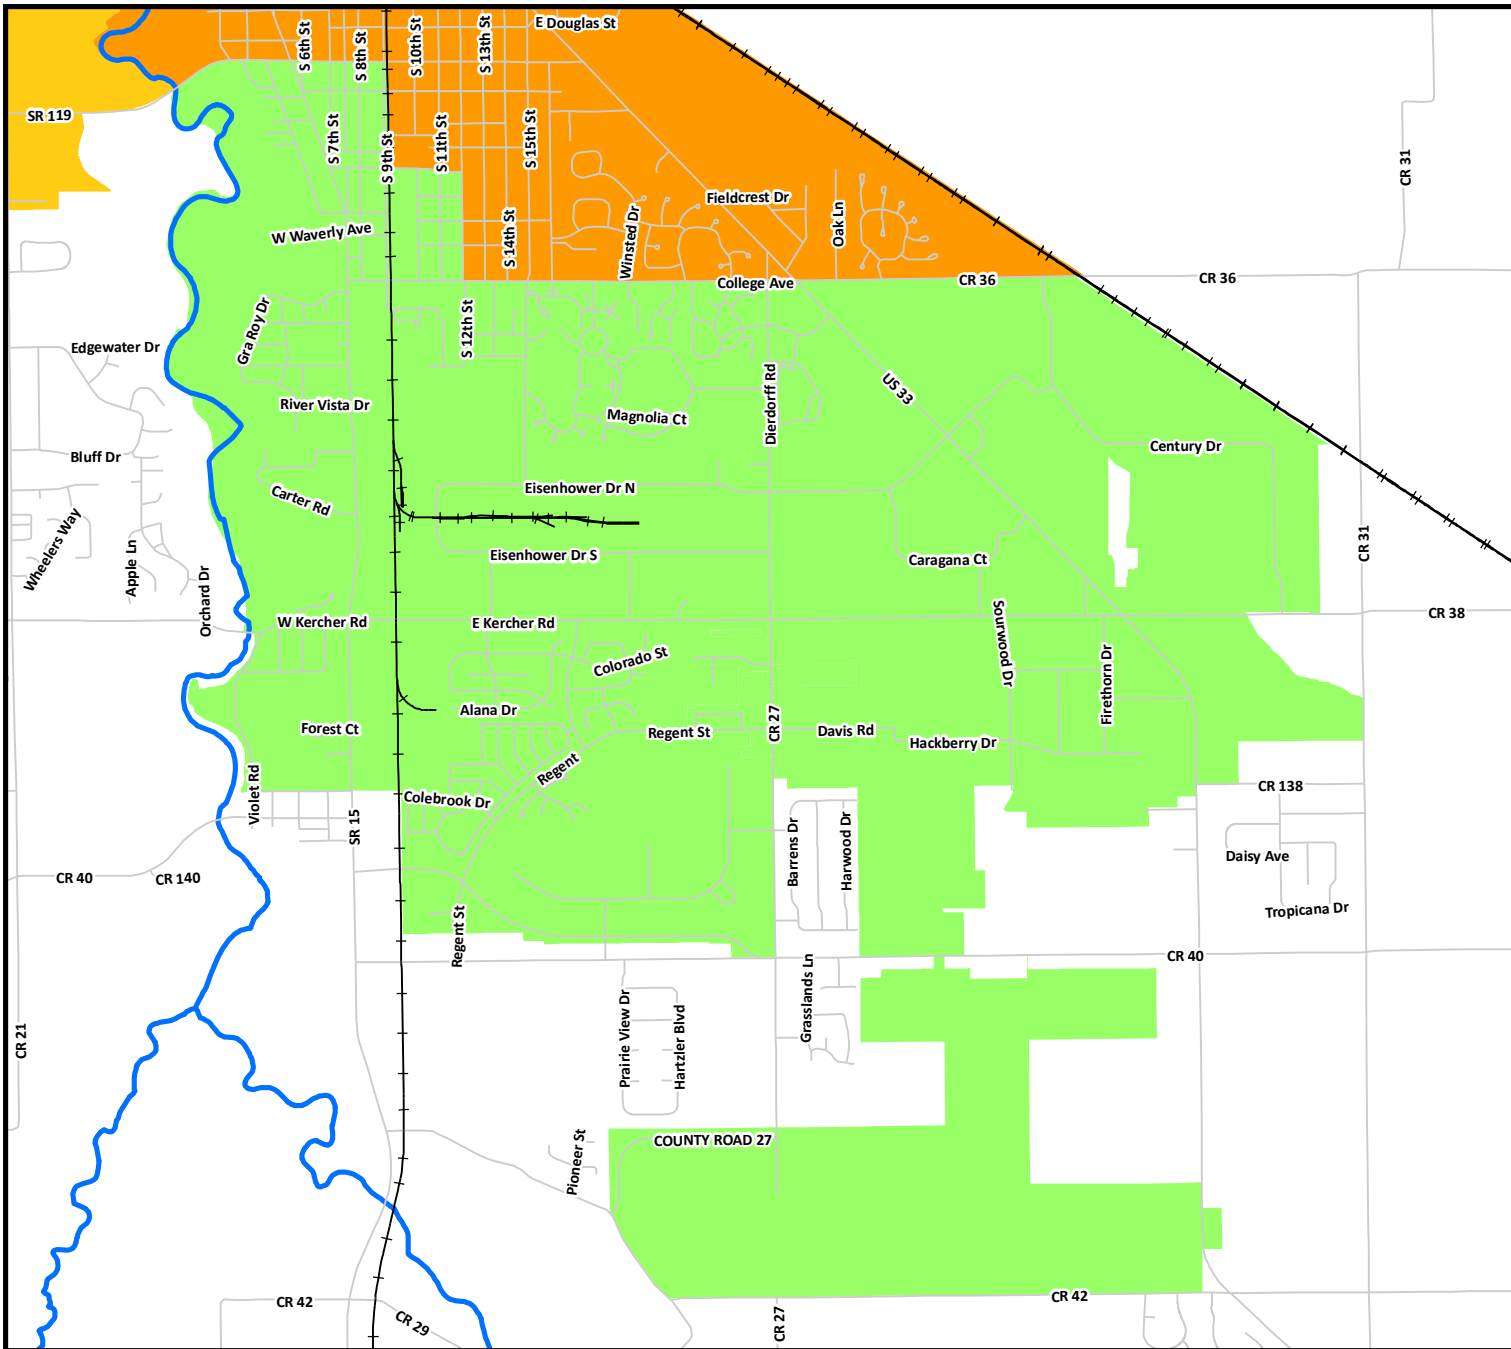 E Douglas St
S 6th St
S 8th St
S 10th St
S 13th St
SR 119
S 7th St
S 9th St
S 11th St
S 15th St
CR 31
Fieldcrest Dr
Oak Ln
Winsted Dr
S 14th St
W Waverly Ave
College Ave
CR 36
CR 36
Gra Roy Dr
S 12th St
Edgewater Dr
River Vista Dr
Magnolia Ct
Dierdorff Rd
US 33
Century Dr
Bluff Dr
Carter Rd
Eisenhower Dr N
Wheelers Way
Apple Ln
Orchard Dr
Eisenhower Dr S
Caragana Ct
CR 31
W Kercher Rd
E Kercher Rd
CR 38
Colorado St
Sourwood Dr
Firethorn Dr
Alana Dr
Forest Ct
Regent St
CR 27
Davis Rd
Hackberry Dr
Regent
Violet Rd
Colebrook Dr
CR 138
SR 15
Barrens Dr
Harwood Dr
Daisy Ave
CR 40
CR 140
Regent St
Tropicana Dr
CR 40
Grasslands Ln
CR 21
Prairie View Dr
Hartzler Blvd
COUNTY ROAD 27
Pioneer St
CR 42
CR 42
CR 29
CR 27